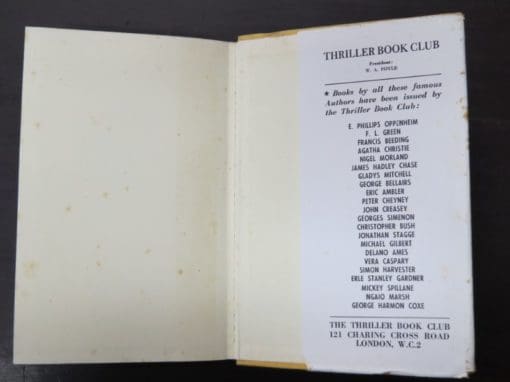 THRILLER BOOK CLUB
President:
W. A. FOYLE
★ Books by all these famous
Authors have been issued by
the Thriller Book Club:
E. PHILLIPS OPPENHEIM
F. L. GREEN
FRANCIS BEEDING
AGATHA CHRISTIE
NIGEL MORLAND
JAMES HADLEY CHASE
GLADYS MITCHELL
GEORGE BELLAIRS
ERIC AMBLER
PETER CHEYNEY
JOHN CREASEY
GEORGES SIMENON
CHRISTOPHER BUSH
JONATHAN STAGGE
MICHAEL GILBERT
DELANO AMES
VERA CASPARY
SIMON HARVESTER
ERLE STANLEY GARDNER
MICKEY SPILLANE
NGAIO MARSH
GEORGE HARMON COXE
THE THRILLER BOOK CLUB
121 CHARING CROSS ROAD
LONDON, W.C.2